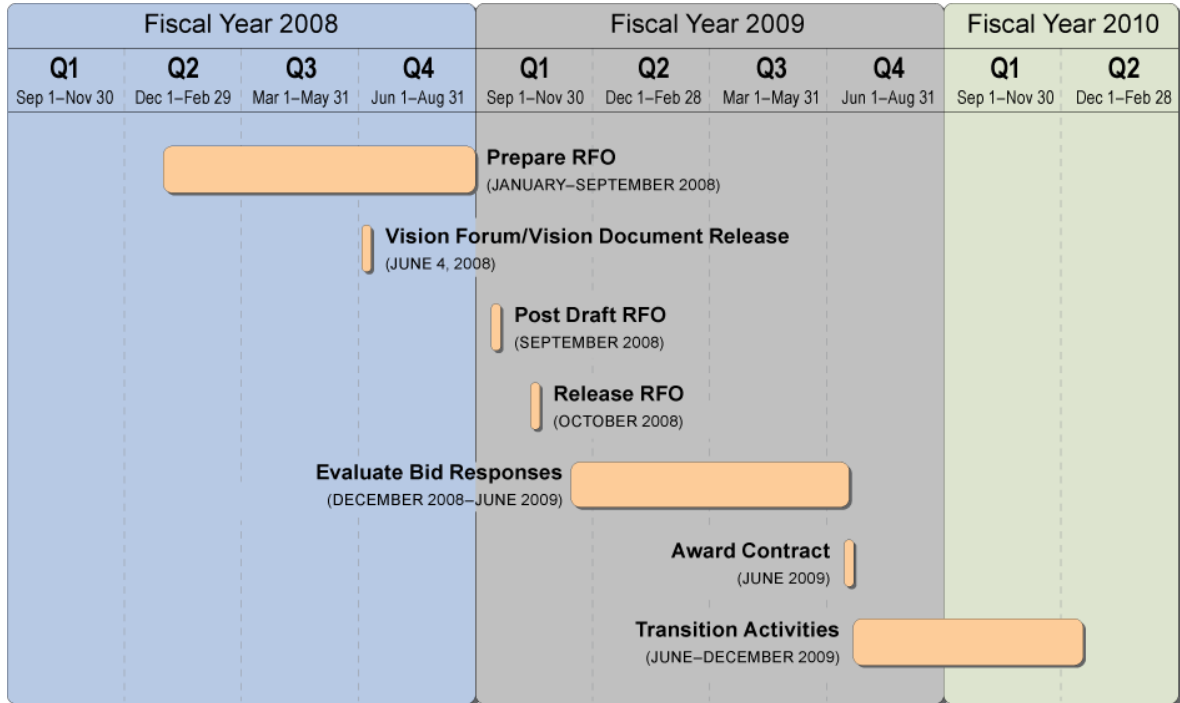 Fiscal Year 2008 Fiscal Year 2009 Fiscal Year 2010
Q1 Q2 Q3 Q4 Q1 Q2 Q3 Q4 Q1 Q2
Sep 1–Nov 30 Dec 1–Feb 29 Mar 1–May 31 Jun 1–Aug 31 Sep 1–Nov 30 Dec 1–Feb 28 Mar 1–May 31 Jun 1–Aug 31 Sep 1–Nov 30 Dec 1–Feb 28
Prepare RFO
(JANUARY–SEPTEMBER 2008)
Vision Forum/Vision Document Release
(JUNE 4, 2008)
Post Draft RFO
(SEPTEMBER 2008)
Release RFO
(OCTOBER 2008)
Evaluate Bid Responses
(DECEMBER 2008–JUNE 2009)
Award Contract
(JUNE 2009)
Transition Activities
(JUNE–DECEMBER 2009)